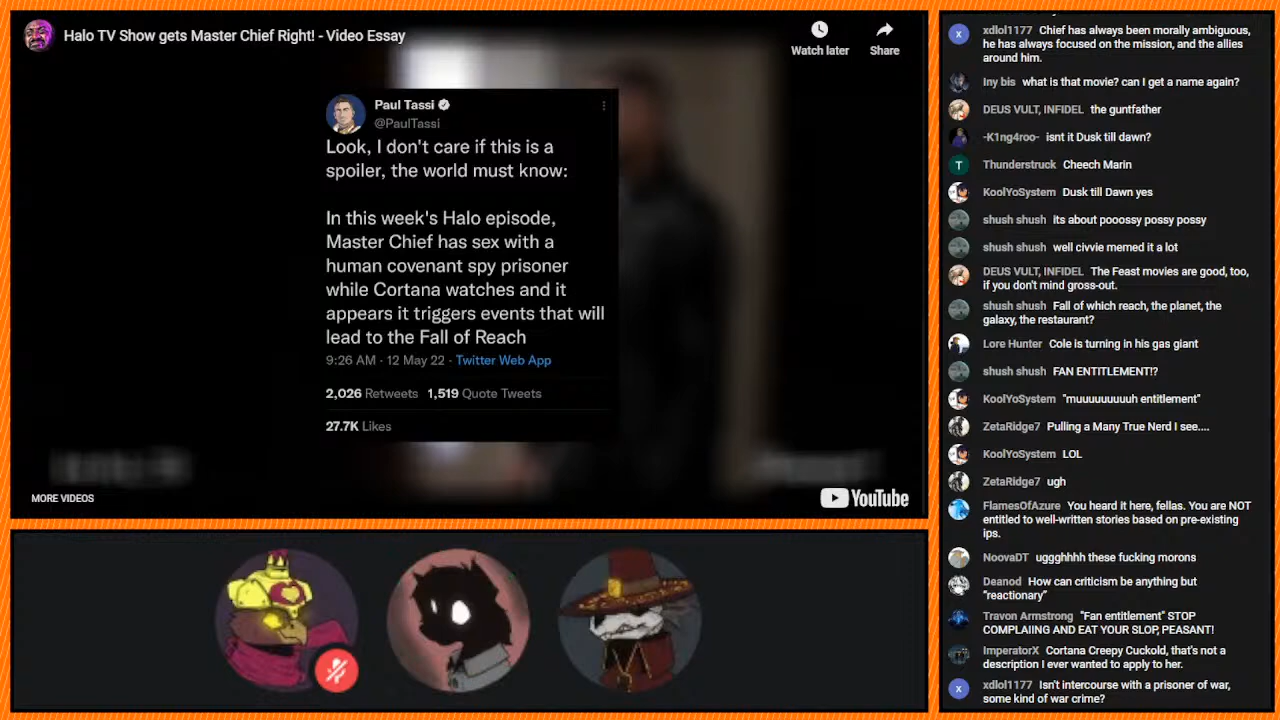 Halo TV Show gets Master Chief Right! - Video Essay
Watch later
Share
Paul Tassi
@PaulTassi
Look, I don't care if this is a
spoiler, the world must know:
In this week's Halo episode,
Master Chief has sex with a
human covenant spy prisoner
while Cortana watches and it
appears it triggers events that will
lead to the Fall of Reach
9:26 AM · 12 May 22 · Twitter Web App
2,026 Retweets 1,519 Quote Tweets
27.7K Likes
MORE VIDEOS
YouTube
x xdlol1177 Chief has always been morally ambiguous,
he has always focused on the mission, and the allies
around him.
Iny bis what is that movie? can I get a name again?
DEUS VULT, INFIDEL the guntfather
-K1ng4roo- isnt it Dusk till dawn?
T Thunderstruck Cheech Marin
KoolYoSystem Dusk till Dawn yes
shush shush its about pooossy possy possy
shush shush well civvie memed it a lot
DEUS VULT, INFIDEL The Feast movies are good, too,
if you don't mind gross-out.
shush shush Fall of which reach, the planet, the
galaxy, the restaurant?
Lore Hunter Cole is turning in his gas giant
shush shush FAN ENTITLEMENT!?
KoolYoSystem "muuuuuuuuh entitlement"
ZetaRidge7 Pulling a Many True Nerd I see....
KoolYoSystem LOL
ZetaRidge7 ugh
FlamesOfAzure You heard it here, fellas. You are NOT
entitled to well-written stories based on pre-existing
ips.
NoovaDT uggghhhh these fucking morons
Deanod How can criticism be anything but
"reactionary"
Travon Armstrong "Fan entitlement" STOP
COMPLAIING AND EAT YOUR SLOP, PEASANT!
ImperatorX Cortana Creepy Cuckold, that's not a
description I ever wanted to apply to her.
x xdlol1177 Isn't intercourse with a prisoner of war,
some kind of war crime?